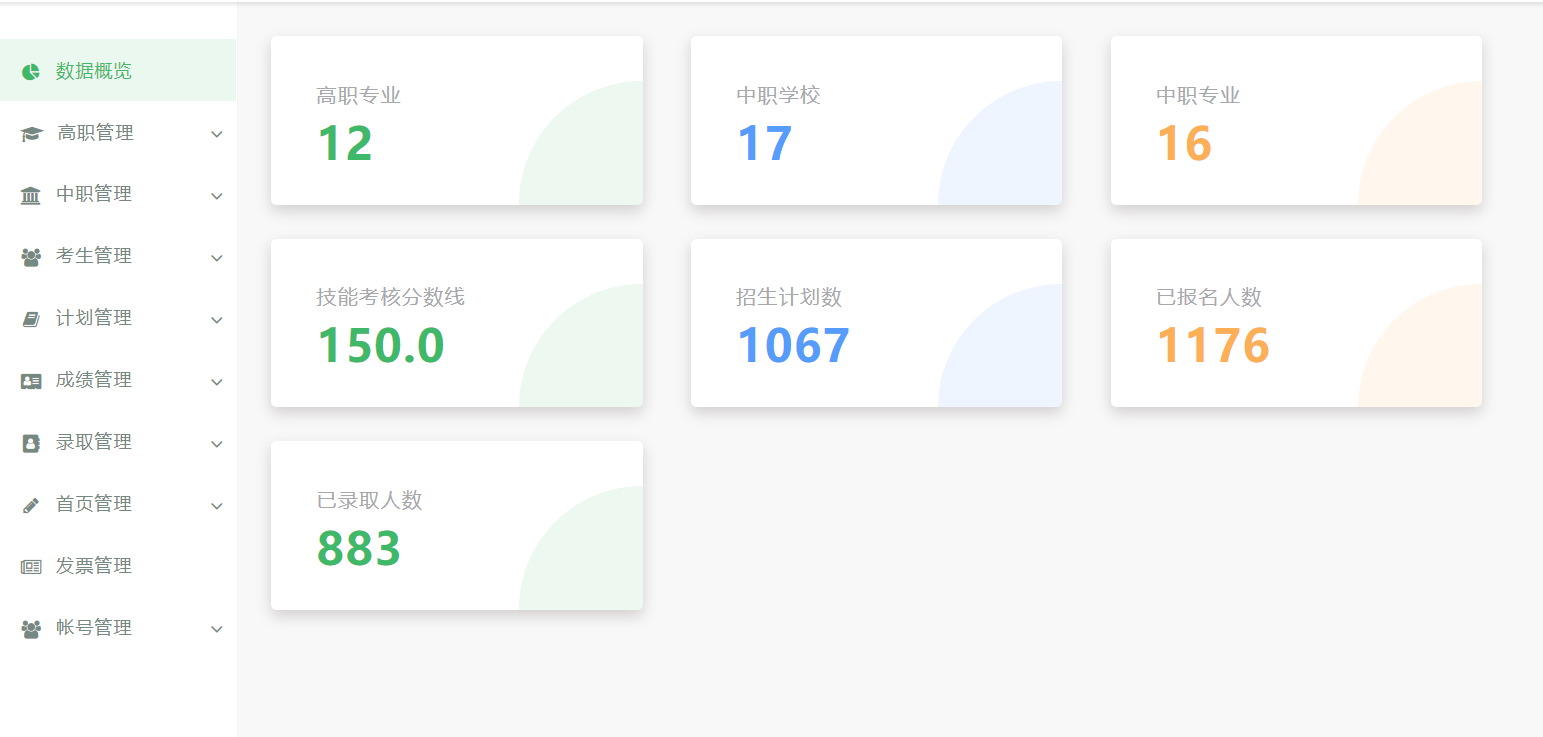 数据概览
高职管理
中职管理
考生管理
计划管理
成绩管理
录取管理
首页管理
发票管理
帐号管理
高职专业
12
中职学校
17
中职专业
16
技能考核分数线
150.0
招生计划数
1067
已报名人数
1176
已录取人数
883